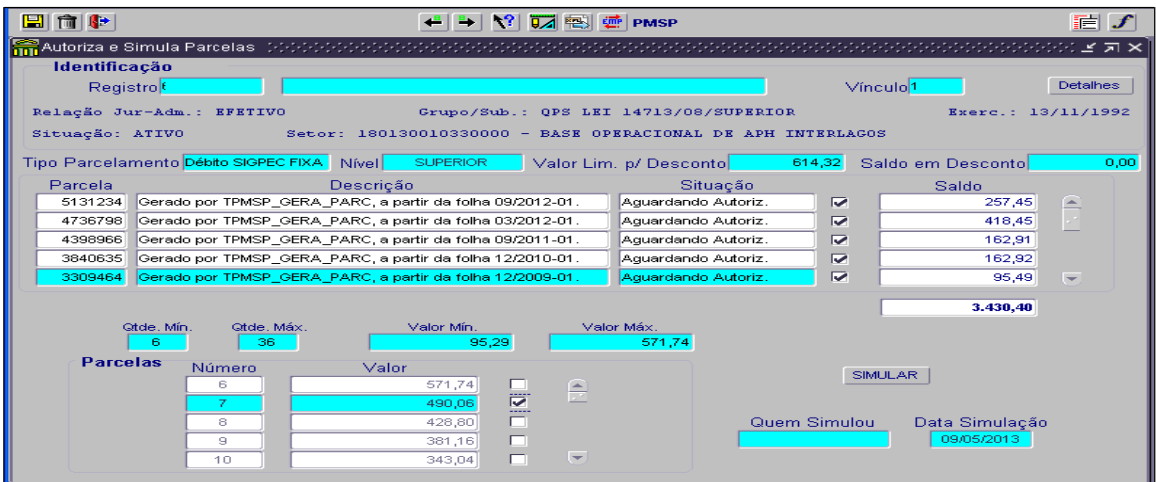 PMSP
Autoriza e Simula Parcelas
Identificação
Registro Vínculo 1 Detalhes
Relação Jur-Adm.: EFETIVO Grupo/Sub.: QPS LEI 14713/08/SUPERIOR Exerc.: 13/11/1992
Situação: ATIVO Setor: 180130010330000 - BASE OPERACIONAL DE APH INTERLAGOS
Tipo Parcelamento Débito SIGPEC FIXA Nível SUPERIOR Valor Lim. p/ Desconto 614,32 Saldo em Desconto 0,00
Parcela Descrição Situação Saldo
5131234 Gerado por TPMSP_GERA_PARC, a partir da folha 09/2012-01. Aguardando Autoriz. 257,45
4736798 Gerado por TPMSP_GERA_PARC, a partir da folha 03/2012-01. Aguardando Autoriz. 418,45
4398966 Gerado por TPMSP_GERA_PARC, a partir da folha 09/2011-01. Aguardando Autoriz. 162,91
3840635 Gerado por TPMSP_GERA_PARC, a partir da folha 12/2010-01. Aguardando Autoriz. 162,92
3309464 Gerado por TPMSP_GERA_PARC, a partir da folha 12/2009-01. Aguardando Autoriz. 95,49
3.430,40
Qtde. Mín. Qtde. Máx. Valor Mín. Valor Máx.
6 36 95,29 571,74
Parcelas
Número Valor
6 571,74
SIMULAR
7 490,06
8 428,80
Quem Simulou Data Simulação
9 381,16
09/05/2013
10 343,04